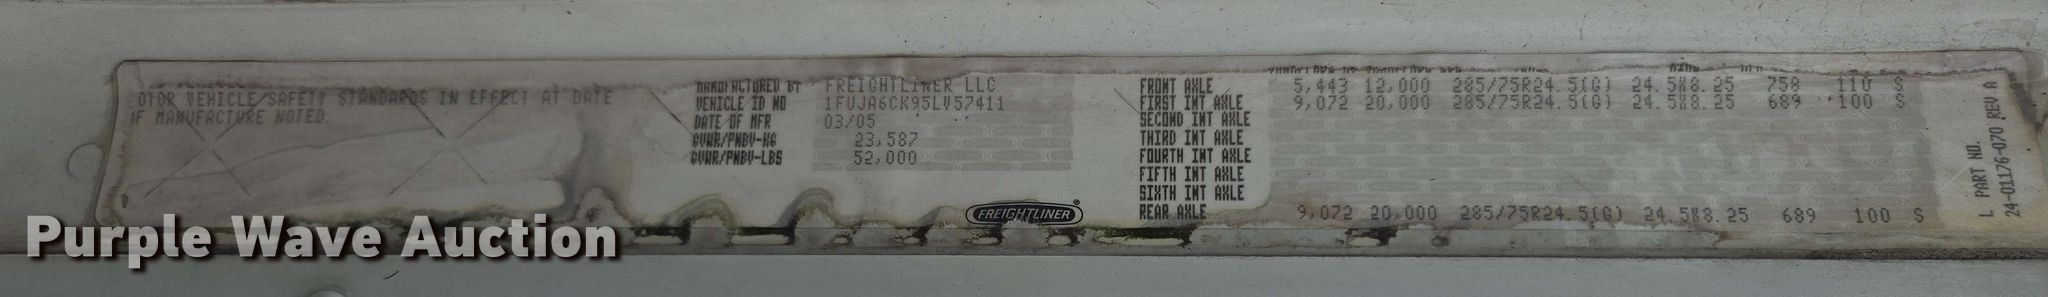 OTOR VEHICLE SAFETY STANDARDS IN EFFECT AT DATE
OF MANUFACTURE NOTED.
MANUFACTURED BY FREIGHTLINER LLC
VEHICLE ID NO 1FUJA6CK95LV57411
DATE OF MFR 03/05
GVWR/PNBV-KG 23,587
GVWR/PNBV-LBS 52,000
FREIGHTLINER
FRONT AXLE 5,443 12,000 285/75R24.5(G) 24.5X8.25 758 110 S
FIRST INT AXLE 9,072 20,000 285/75R24.5(G) 24.5X8.25 689 100 S
SECOND INT AXLE
THIRD INT AXLE
FOURTH INT AXLE
FIFTH INT AXLE
SIXTH INT AXLE
REAR AXLE 9,072 20,000 285/75R24.5(G) 24.5X8.25 689 100 S
L PART NO.
24-01176-070 REV A
Purple Wave Auction